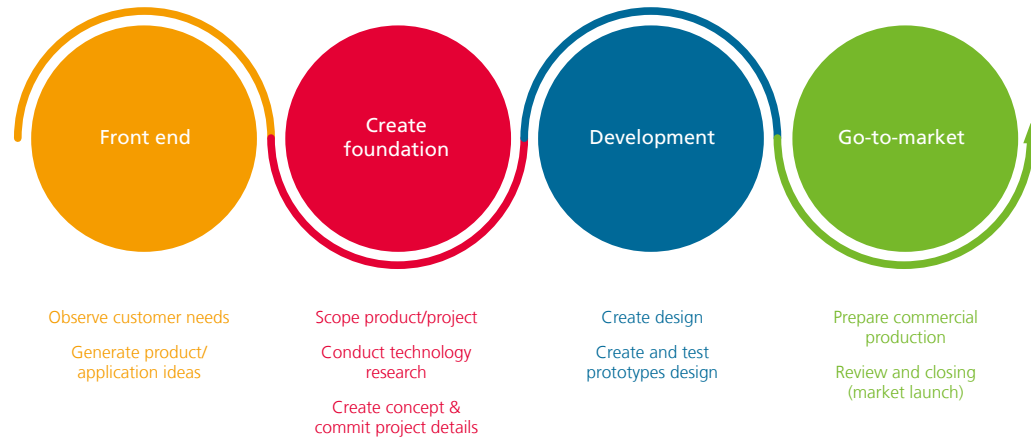 Front end
Create
foundation
Development
Go-to-market
Observe customer needs
Generate product/
application ideas
Scope product/project
Conduct technology
research
Create concept &
commit project details
Create design
Create and test
prototypes design
Prepare commercial
production
Review and closing
(market launch)